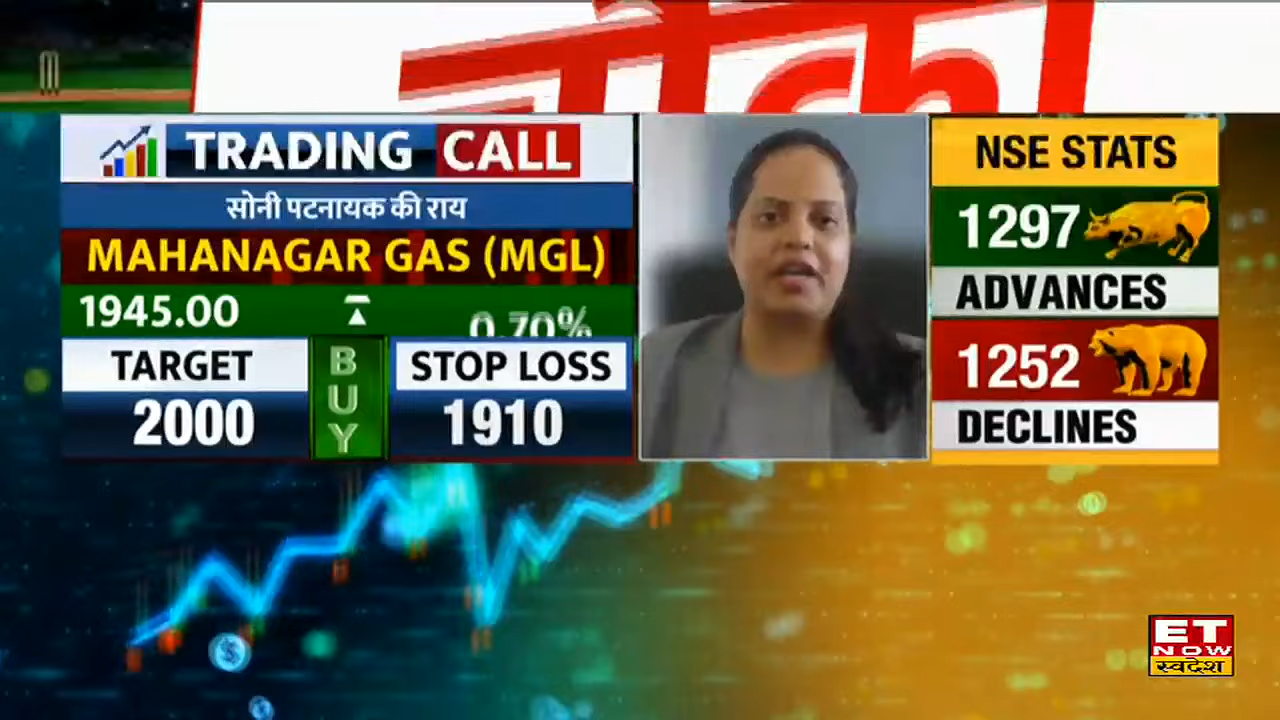 TRADING CALL
सोनी पटनायक की राय
MAHANAGAR GAS (MGL)
1945.00
0.70%
TARGET
2000
BUY
STOP LOSS
1910
NSE STATS
1297
ADVANCES
1252
DECLINES
ET
NOW
स्वदेश